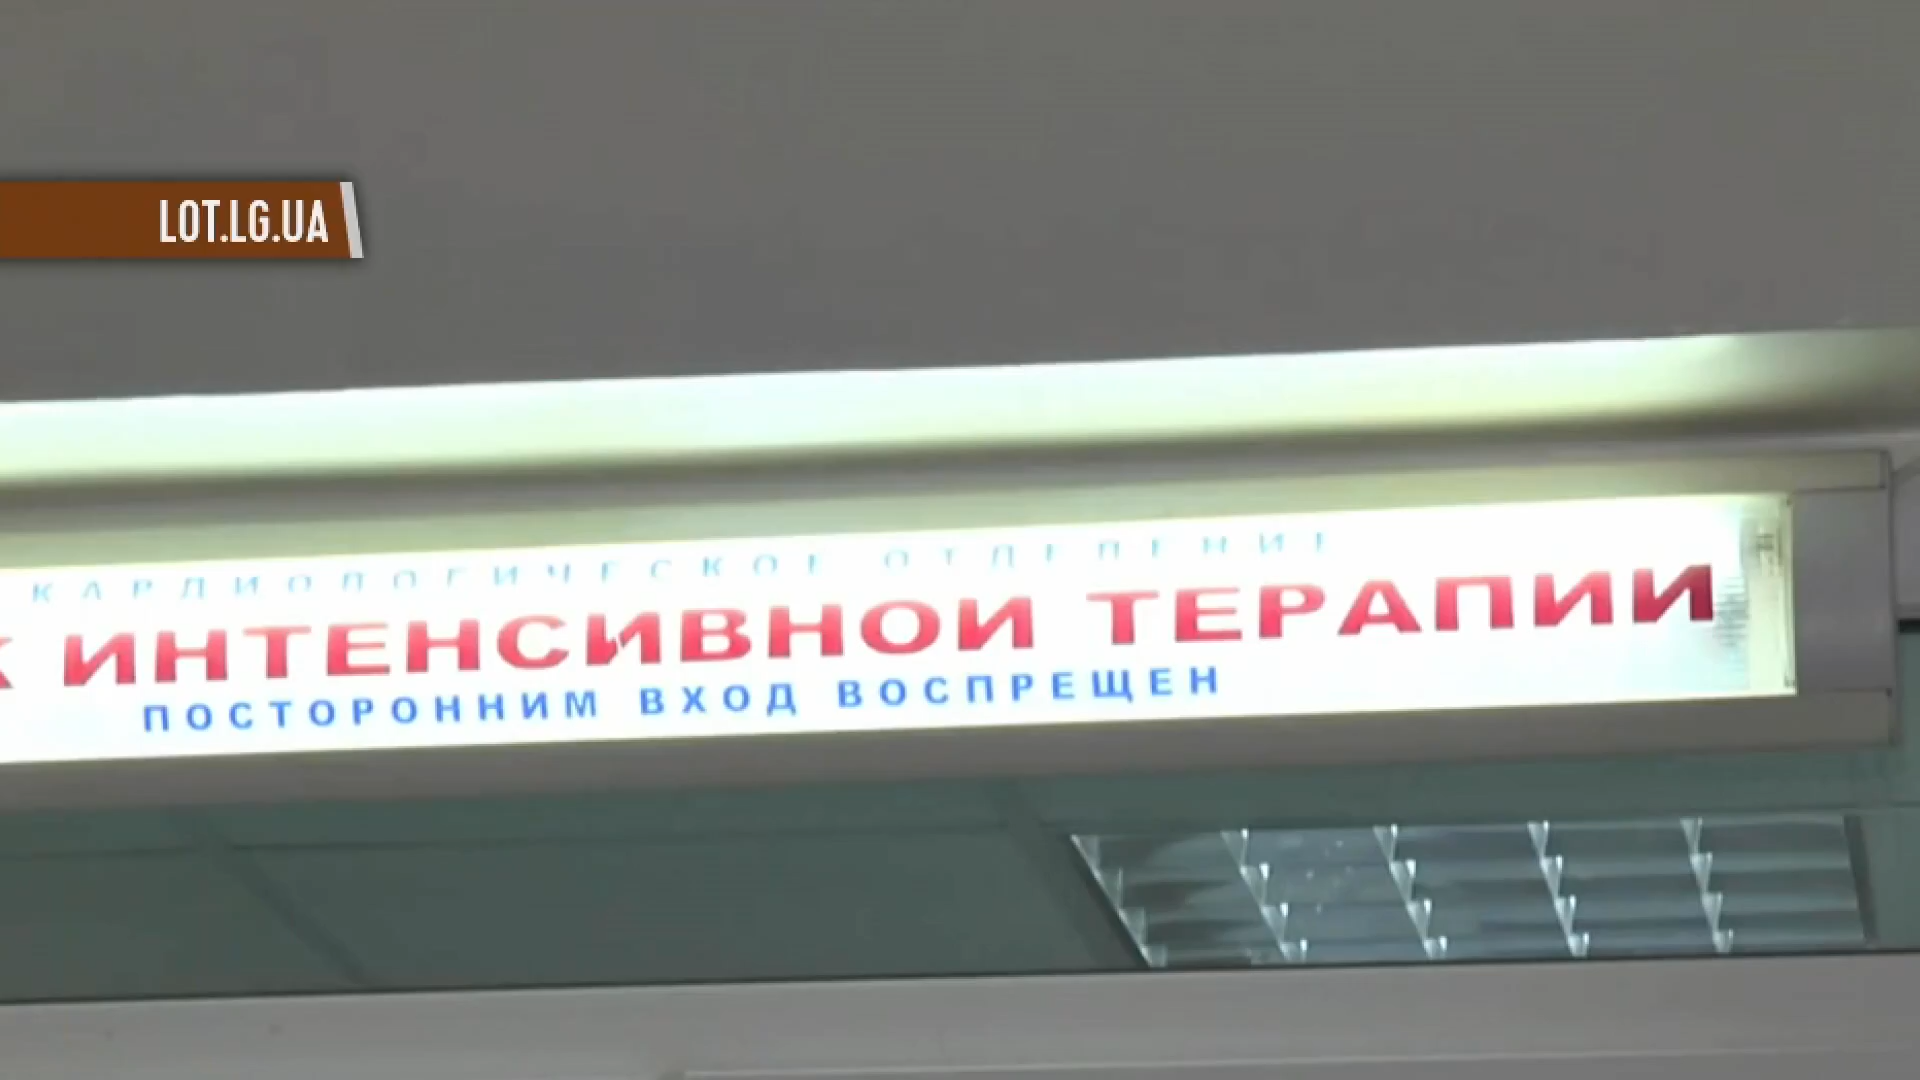 LOT.LG.UA
КАРДИОЛОГИЧЕСКОЕ ОТДЕЛЕНИЕ
К ИНТЕНСИВНОЙ ТЕРАПИИ
ПОСТОРОННИМ ВХОД ВОСПРЕЩЕН